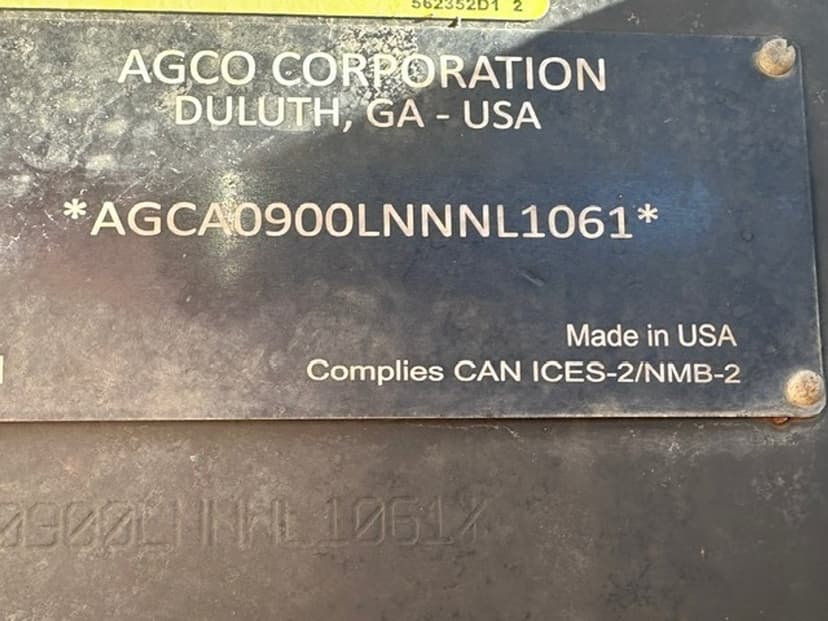 562352D1 2
AGCO CORPORATION
DULUTH, GA - USA
*AGCA0900LNNNL1061*
Made in USA
Complies CAN ICES-2/NMB-2